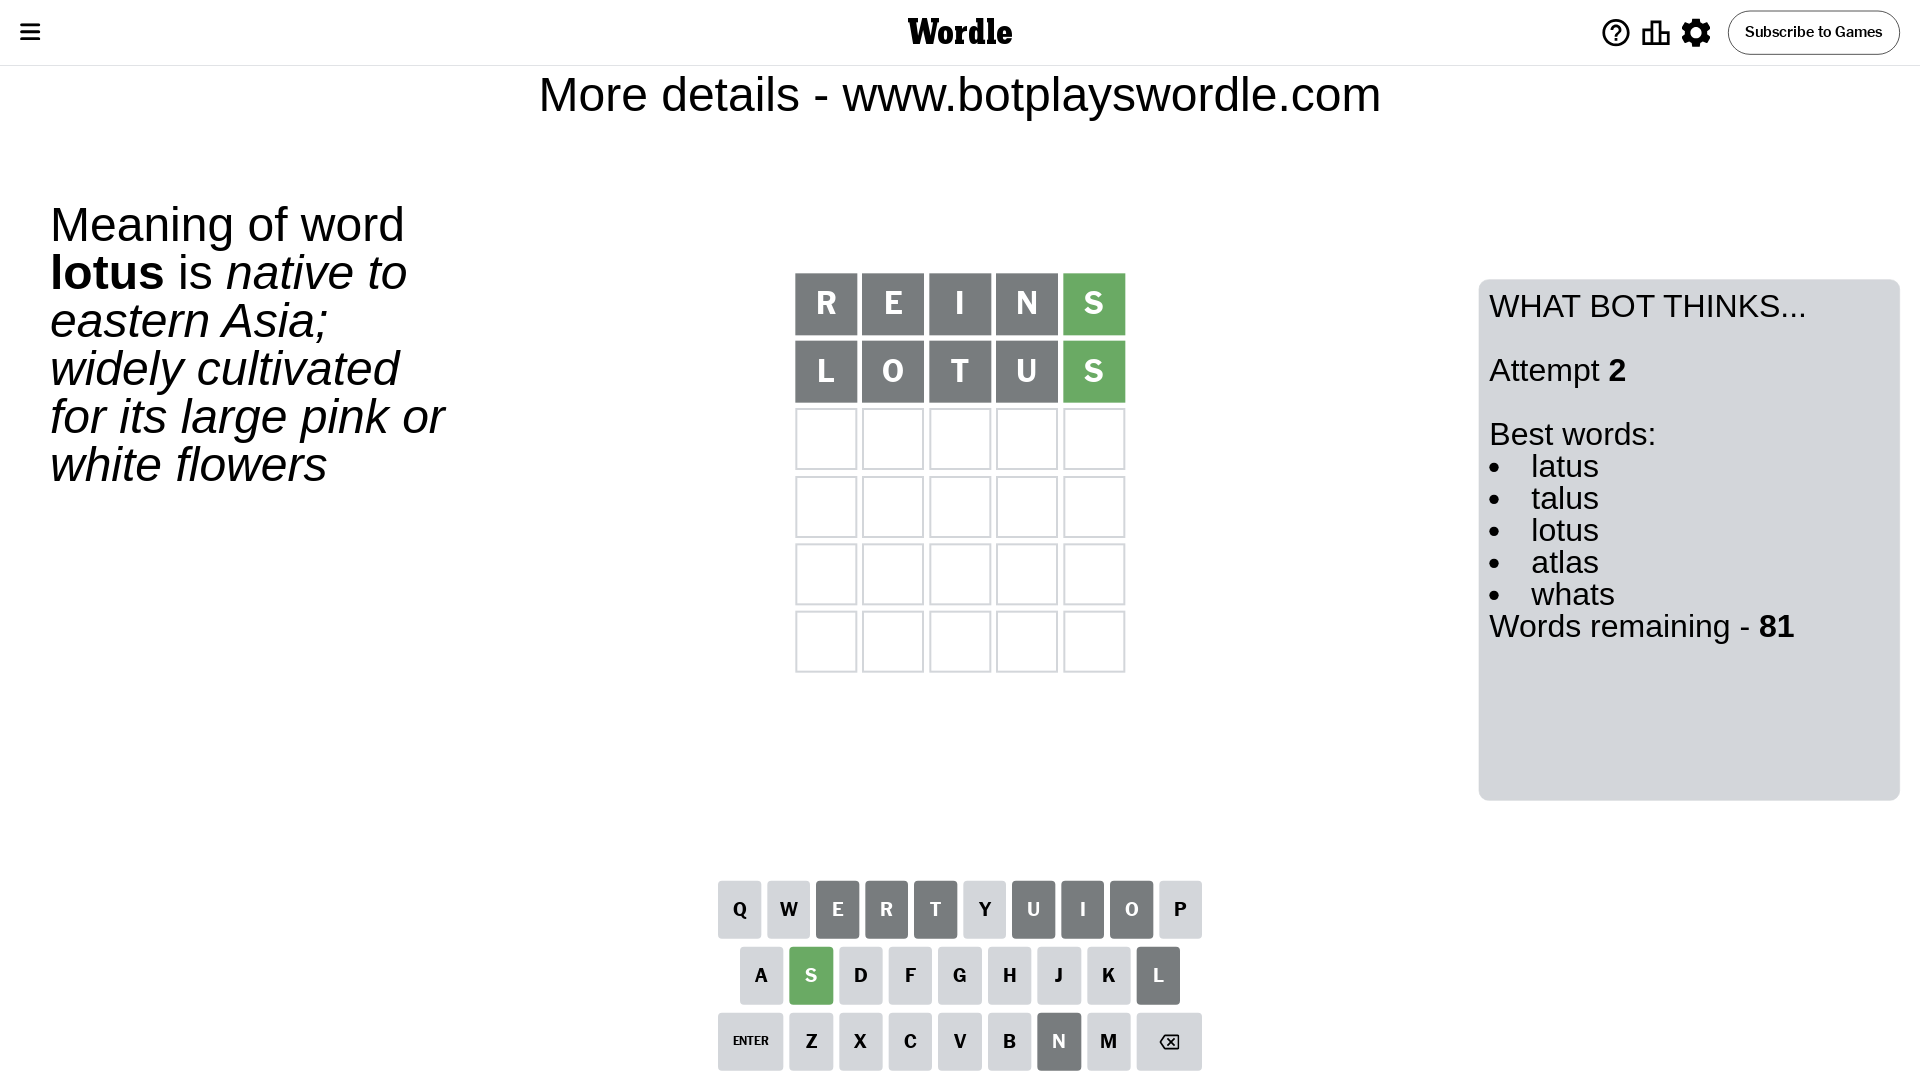 Wordle
Subscribe to Games
More details - www.botplayswordle.com
Meaning of word
lotus is native to
eastern Asia;
widely cultivated
for its large pink or
white flowers
R E I N S
L O T U S
WHAT BOT THINKS...
Attempt 2
Best words:
• latus
• talus
• lotus
• atlas
• whats
Words remaining - 81
Q W E R T Y U I O P
A S D F G H J K L
ENTER Z X C V B N M